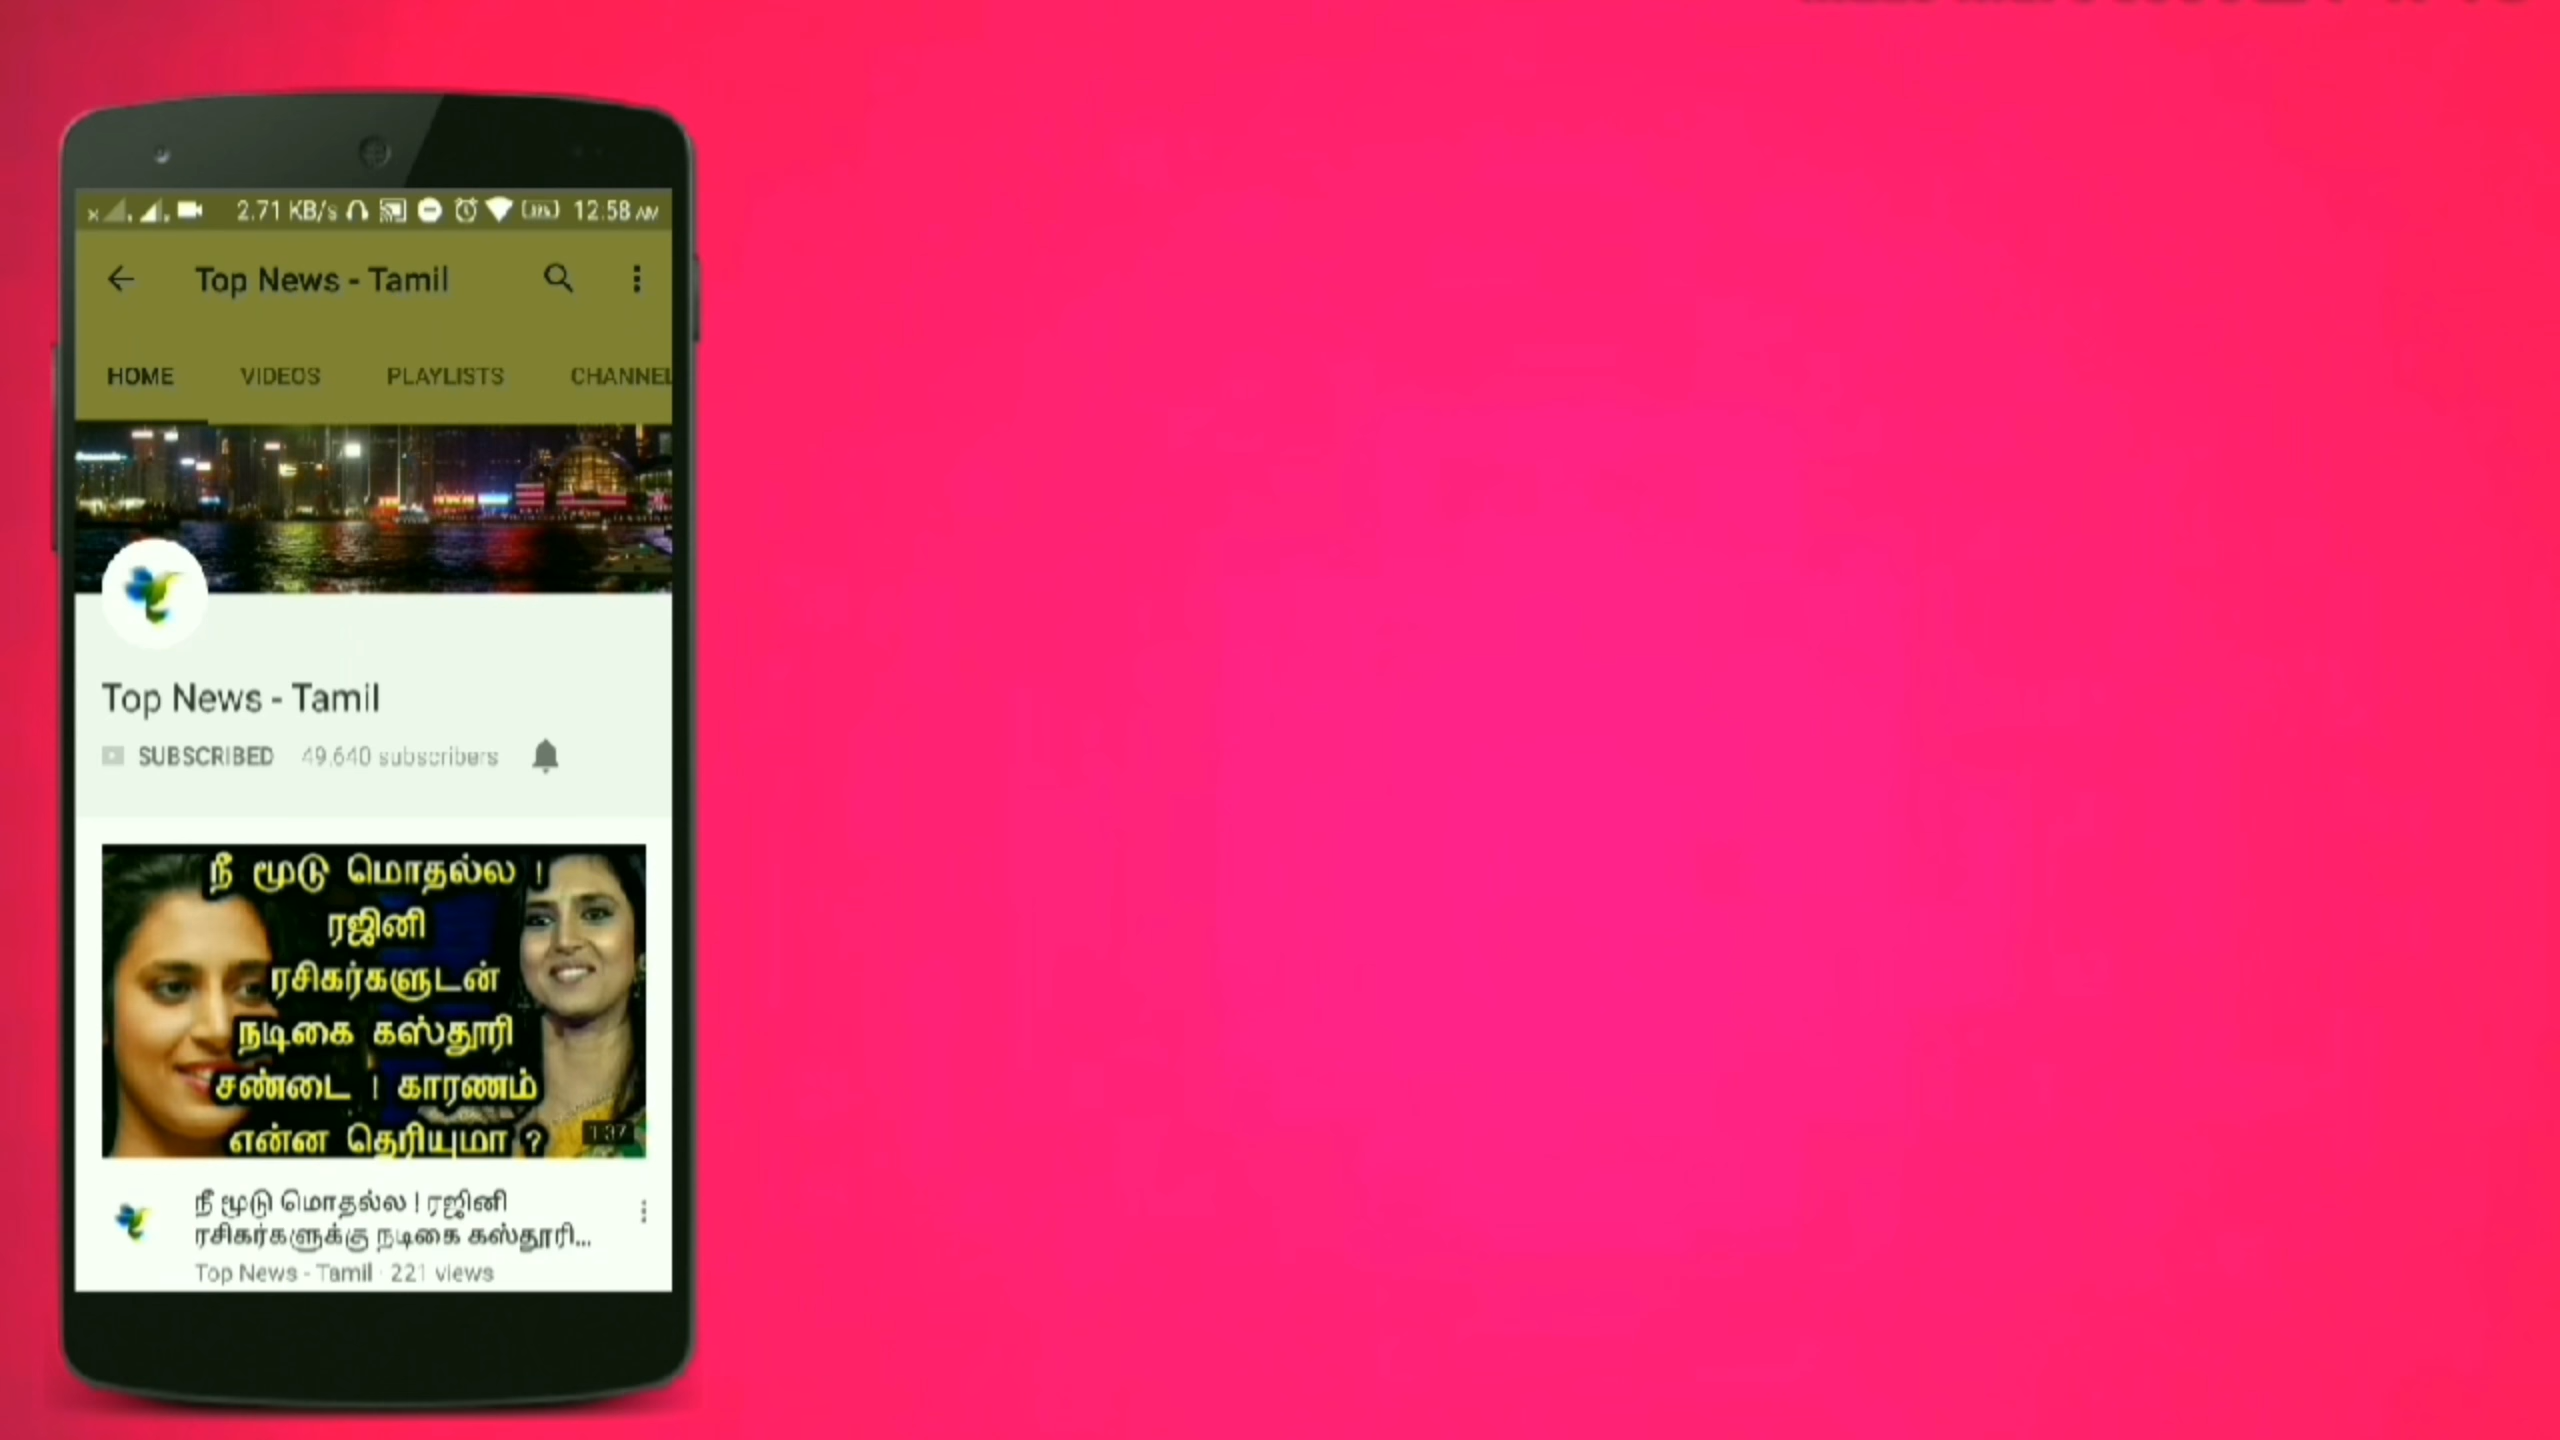 2.71 KB/s 12.58 AM
Top News - Tamil
HOME VIDEOS PLAYLISTS CHANNEL
Top News - Tamil
SUBSCRIBED 49,640 subscribers
நீ மூடு மொதல்ல !
ரஜினி
ரசிகர்களுடன்
நடிகை கஸ்தூரி
சண்டை ! காரணம்
என்ன தெரியுமா ?
1:37
நீ மூடு மொதல்ல ! ரஜினி
ரசிகர்களுக்கு நடிகை கஸ்தூரி...
Top News - Tamil · 221 views